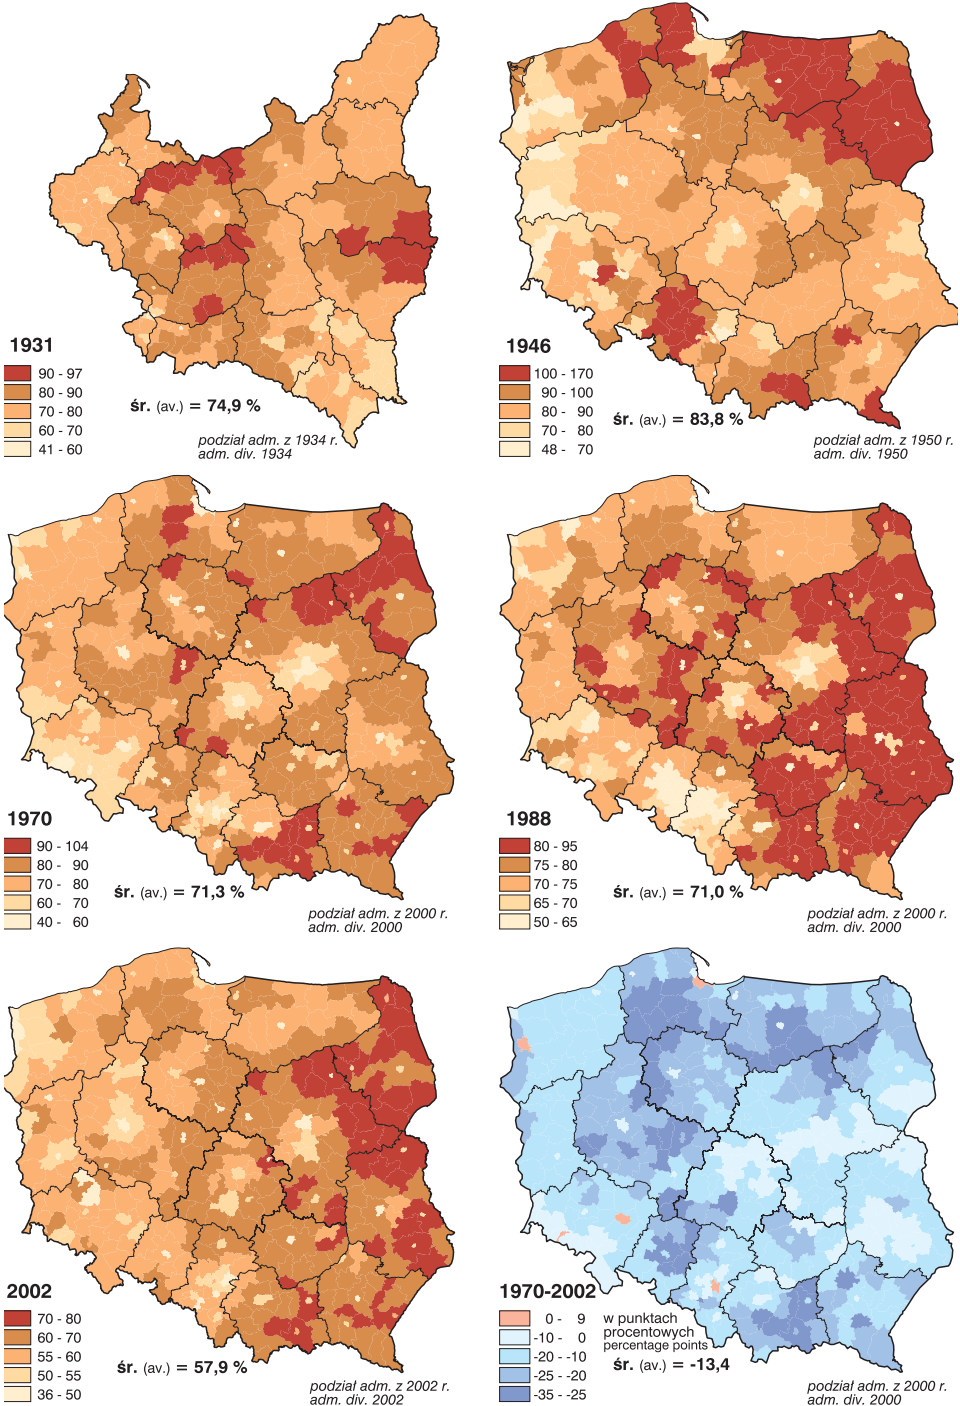 1931
90 - 97
80 - 90
70 - 80
60 - 70
41 - 60
śr. (av.) = 74,9 %
podział adm. z 1934 r.
adm. div. 1934
1946
100 - 170
90 - 100
80 - 90
70 - 80
48 - 70
śr. (av.) = 83,8 %
podział adm. z 1950 r.
adm. div. 1950
1970
90 - 104
80 - 90
70 - 80
60 - 70
40 - 60
śr. (av.) = 71,3 %
podział adm. z 2000 r.
adm. div. 2000
1988
80 - 95
75 - 80
70 - 75
65 - 70
50 - 65
śr. (av.) = 71,0 %
podział adm. z 2000 r.
adm. div. 2000
2002
70 - 80
60 - 70
55 - 60
50 - 55
36 - 50
śr. (av.) = 57,9 %
podział adm. z 2002 r.
adm. div. 2002
1970-2002
0 - 9
-10 - 0
-20 - -10
-25 - -20
-35 - -25
w punktach
procentowych
percentage points
śr. (av.) = -13,4
podział adm. z 2000 r.
adm. div. 2000